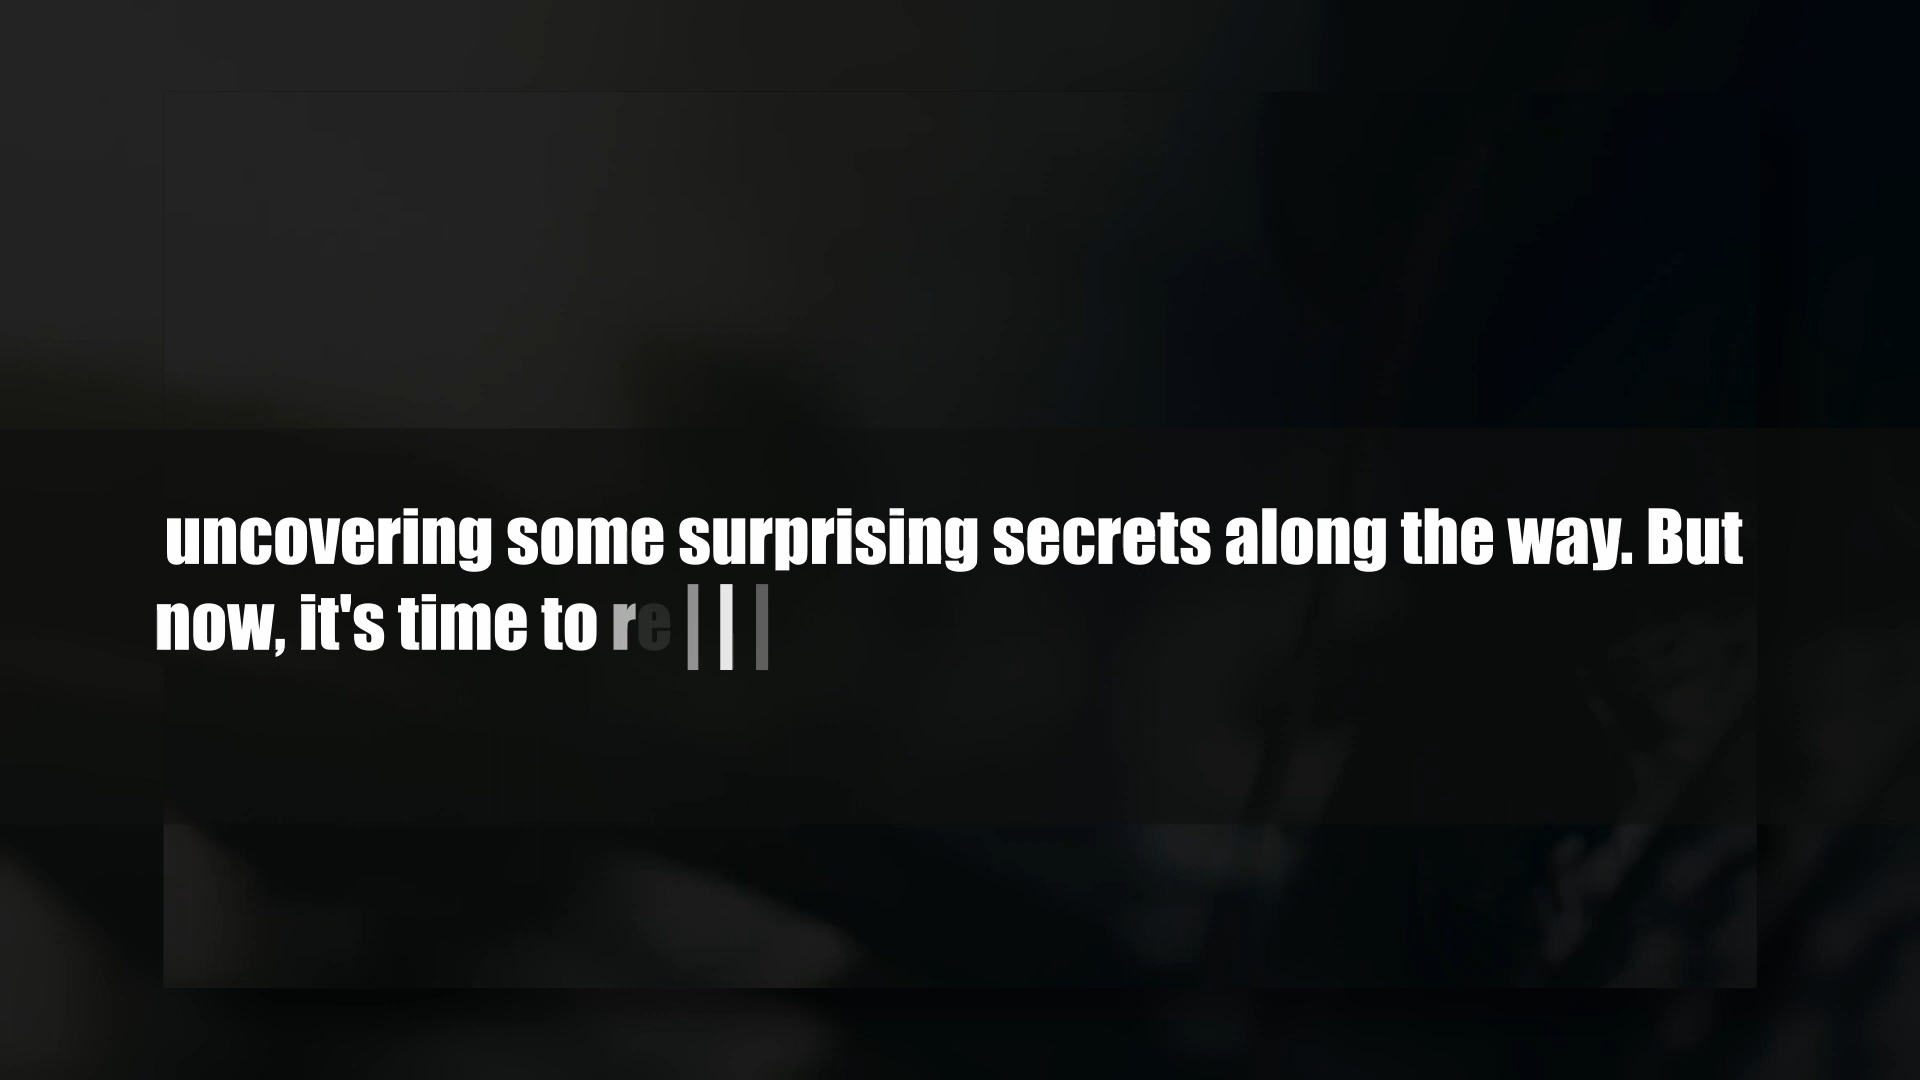 uncovering some surprising secrets along the way. But
now, it's time to re